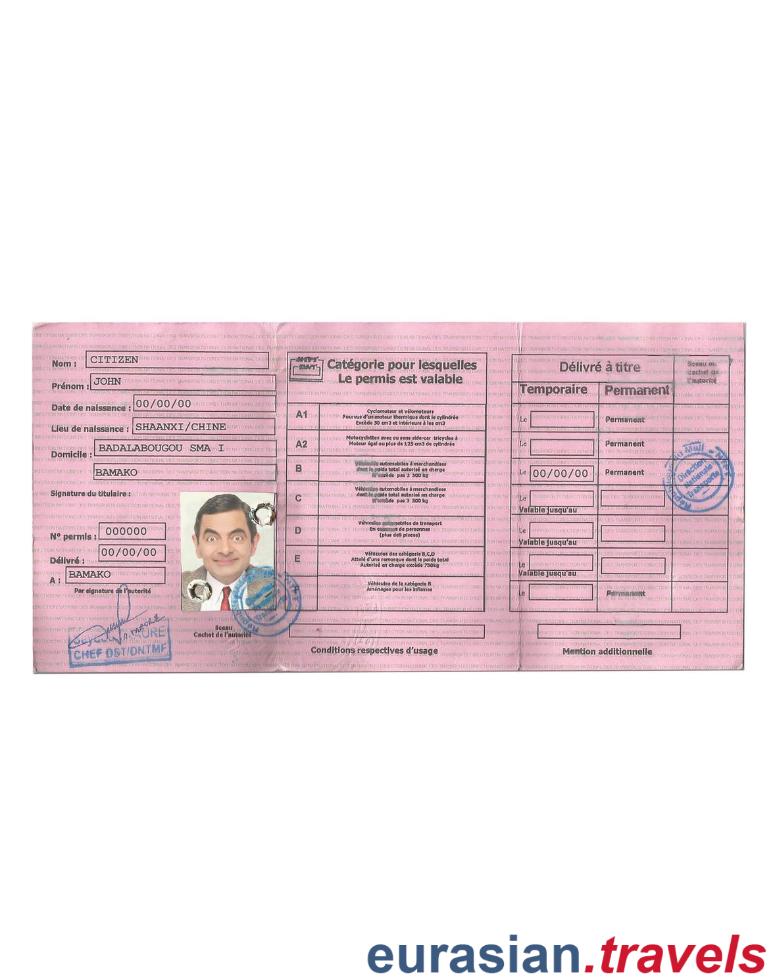 Nom : CITIZEN
Prénom : JOHN
Date de naissance : 00/00/00
Lieu de naissance : SHAANXI/CHINE
Domicile : BADALABOUGOU SMA I
BAMAKO
Signature du titulaire :
N° permis : 000000
Délivré : 00/00/00
A : BAMAKO
Par signature de l'autorité
CHEF DST/DNTMF
Sceau
Cachet de l'autorité
Catégorie pour lesquelles
Le permis est valable
A1
Cyclomoteur et vélomoteurs
Pourvus d'un moteur thermique dont la cylindrée
Excède 50 cm3 et intérieure à 125 cm3
A2
Motocyclettes avec ou sans side-car tricycles à
Moteur égal ou plus de 125 cm3 de cylindrée
B
Véhicules automobiles à marchandises
dont le poids total autorisé en charge
N'excède pas 3 500 kg
C
Véhicules automobiles à marchandises
dont le poids total autorisé en charge
N'excède pas 3 500 kg
D
Véhicules automobiles de transport
En commun de personnes
(plus de8 places)
E
Véhicules des catégorie B,C,D
Attelé d'une remorque dont le poids total
Autorisé en charge excède 750kg
Véhicules de la catégorie B
Aménages pour les infirmes
Conditions respectives d'usage
Délivré à titre
Temporaire Permanent
Sceau ou
cachet de
l'autorité
Le Permanent
Le Permanent
Le 00/00/00 Permanent
Le
Valable jusqu'au
Le
Valable jusqu'au
Le
Valable jusqu'au
Le Permanent
Mention additionnelle
Direction
Nationale
Transports
eurasian.travels